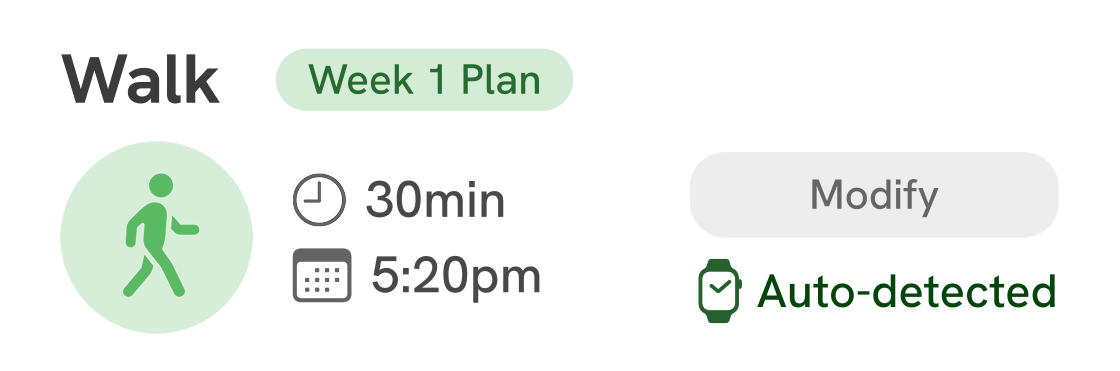 Walk
Week 1 Plan
30min
Modify
5:20pm
Auto-detected